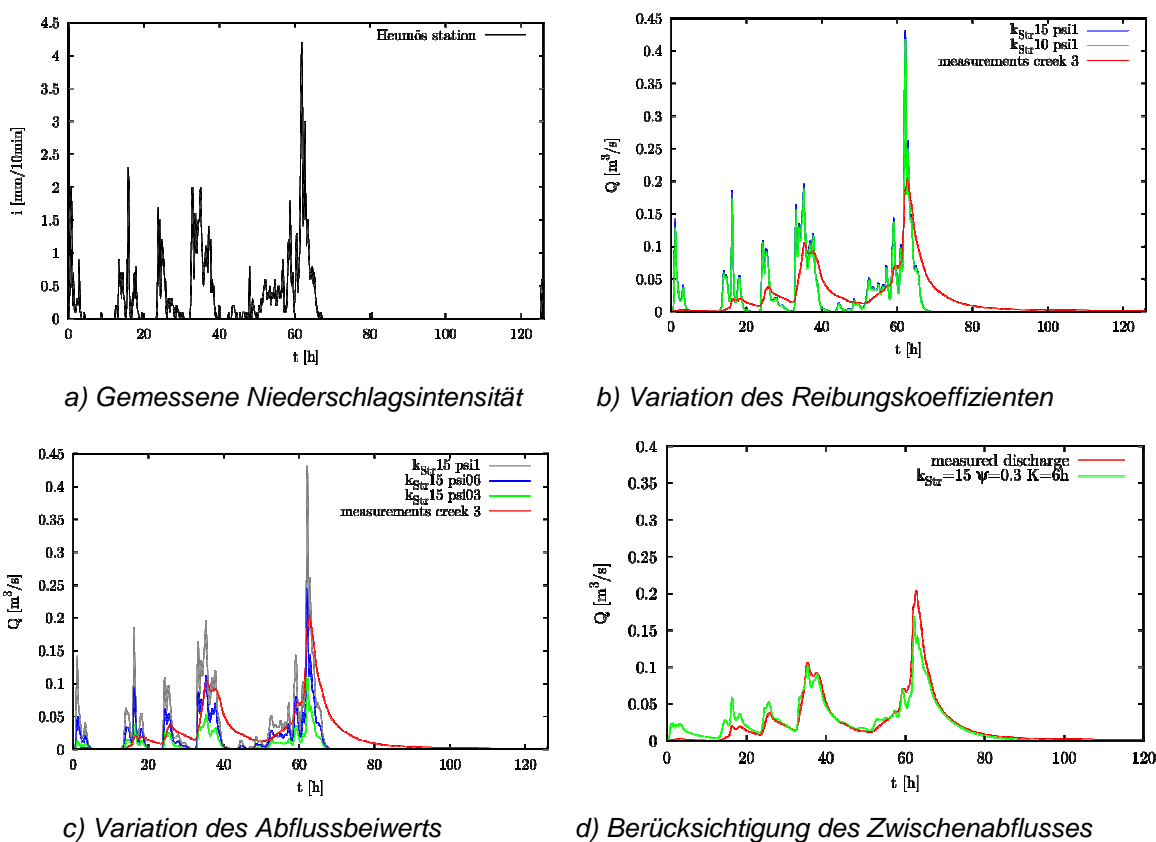 4.5
4
3.5
3
2.5
2
1.5
1
0.5
0
i [mm/10min]
Heumös station
0 20 40 60 80 100 120
t [h]
a) Gemessene Niederschlagsintensität
0.45
0.4
0.35
0.3
0.25
0.2
0.15
0.1
0.05
0
Q [m³/s]
kStr15 psi1
kStr10 psi1
measurements creek 3
0 20 40 60 80 100 120
t [h]
b) Variation des Reibungskoeffizienten
0.45
0.4
0.35
0.3
0.25
0.2
0.15
0.1
0.05
0
Q [m³/s]
kStr15 psi1
kStr15 psi06
kStr15 psi03
measurements creek 3
0 20 40 60 80 100 120
t [h]
c) Variation des Abflussbeiwerts
0.4
0.35
0.3
0.25
0.2
0.15
0.1
0.05
0
Q [m³/s]
measured discharge
kStr=15 ψ=0.3 K=6h
0 20 40 60 80 100 120
t [h]
d) Berücksichtigung des Zwischenabflusses